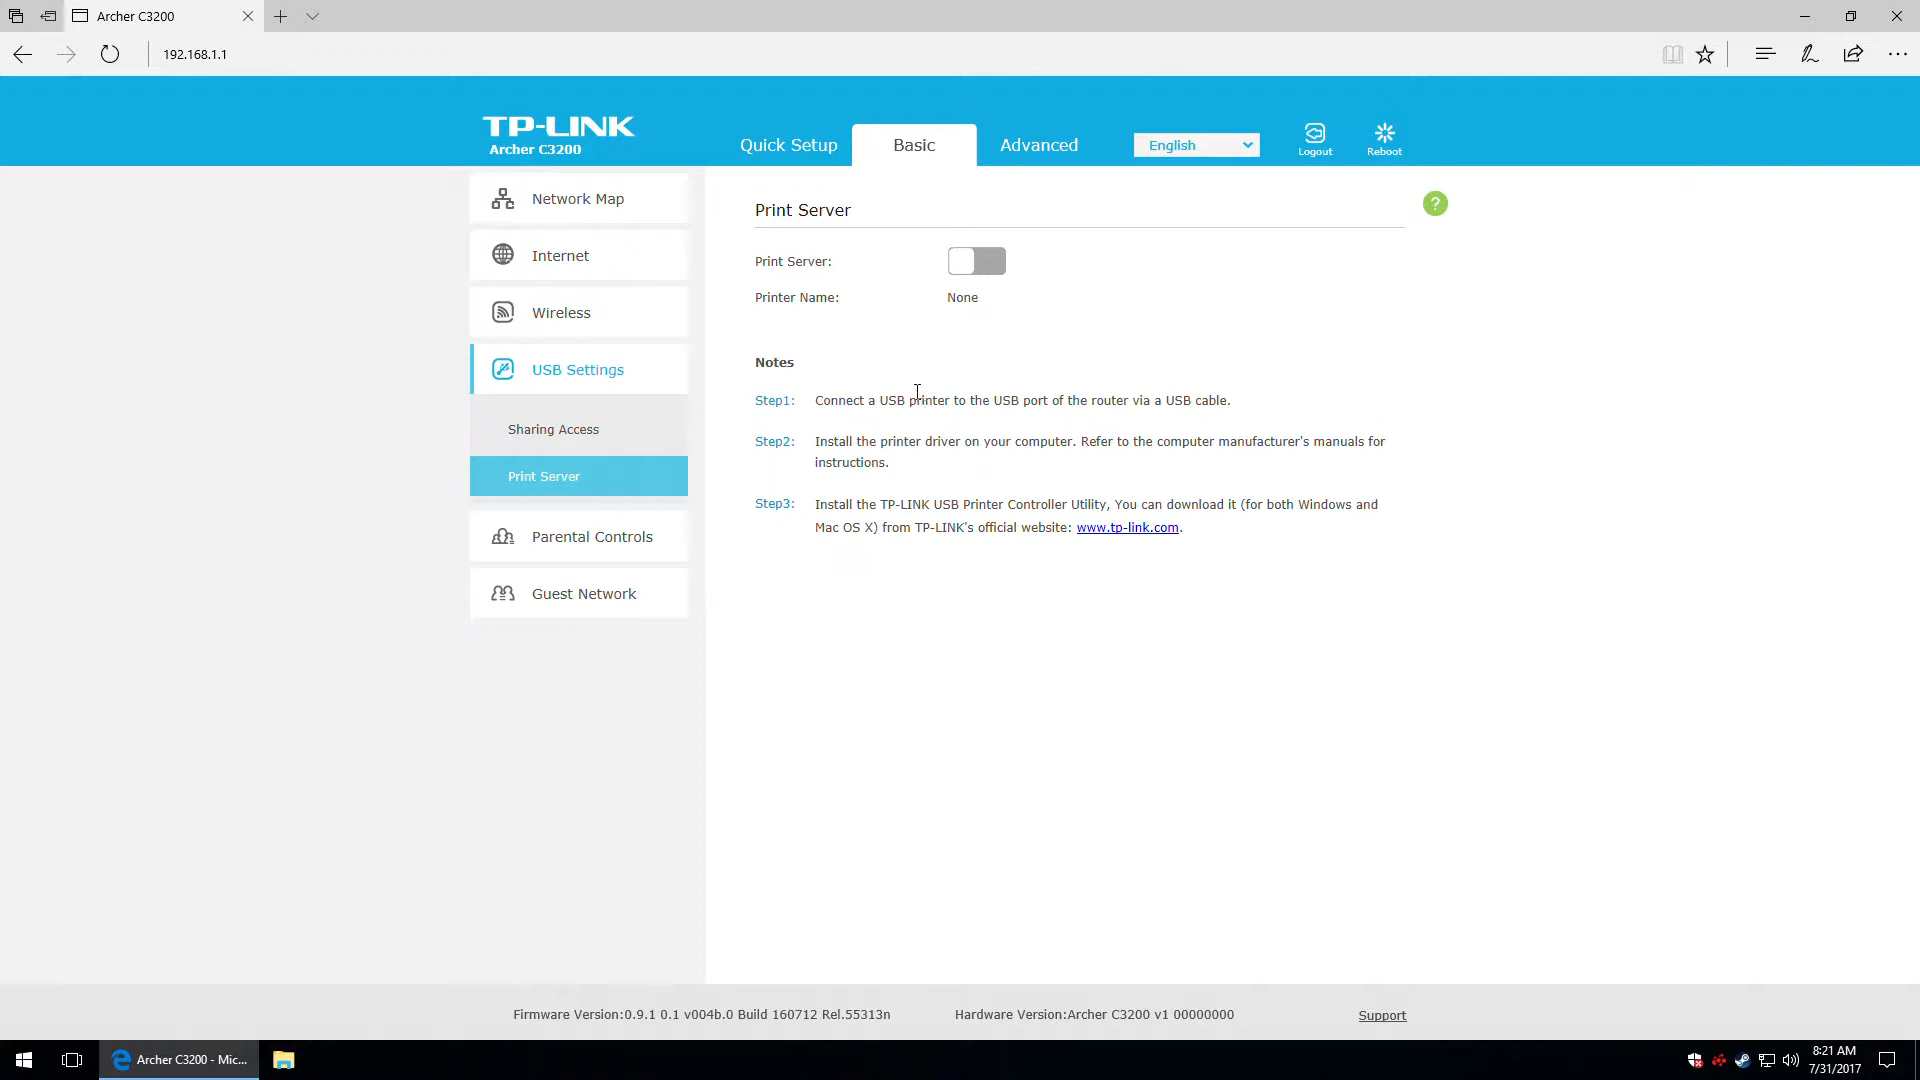 Archer C3200
192.168.1.1
TP-LINK
Archer C3200
Quick Setup
Basic
Advanced
English
Logout
Reboot
Network Map
Internet
Wireless
USB Settings
Sharing Access
Print Server
Parental Controls
Guest Network
Print Server
?
Print Server:
Printer Name: None
Notes
Step1: Connect a USB printer to the USB port of the router via a USB cable.
Step2: Install the printer driver on your computer. Refer to the computer manufacturer's manuals for
instructions.
Step3: Install the TP-LINK USB Printer Controller Utility, You can download it (for both Windows and
Mac OS X) from TP-LINK's official website: www.tp-link.com.
Firmware Version:0.9.1 0.1 v004b.0 Build 160712 Rel.55313n
Hardware Version:Archer C3200 v1 00000000
Support
Archer C3200 - Mic...
8:21 AM
7/31/2017